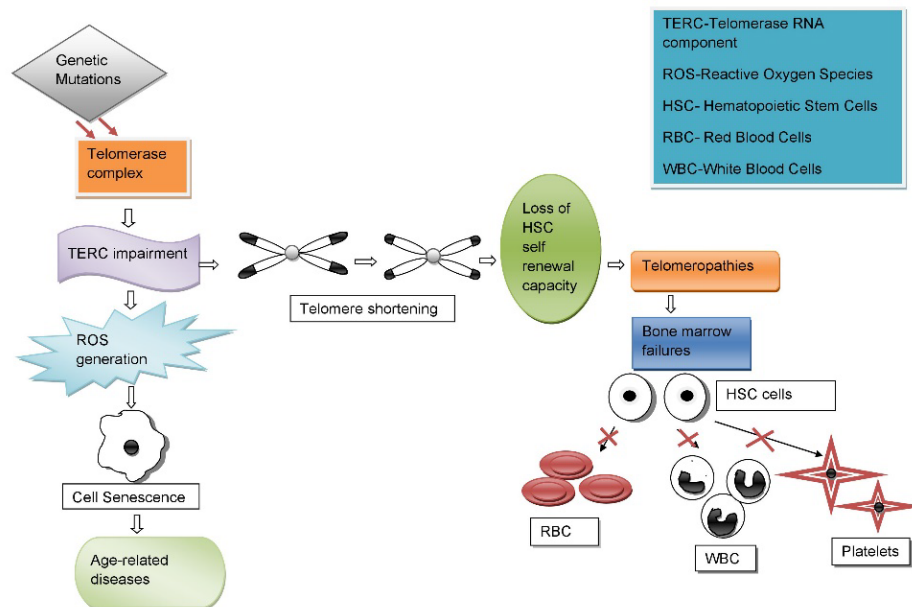 Genetic
Mutations
Telomerase
complex
TERC impairment
ROS
generation
Cell Senescence
Age-related
diseases
Telomere shortening
Loss of
HSC
self
renewal
capacity
Telomeropathies
Bone marrow
failures
HSC cells
RBC
WBC
Platelets
TERC-Telomerase RNA
component
ROS-Reactive Oxygen Species
HSC- Hematopoietic Stem Cells
RBC- Red Blood Cells
WBC-White Blood Cells